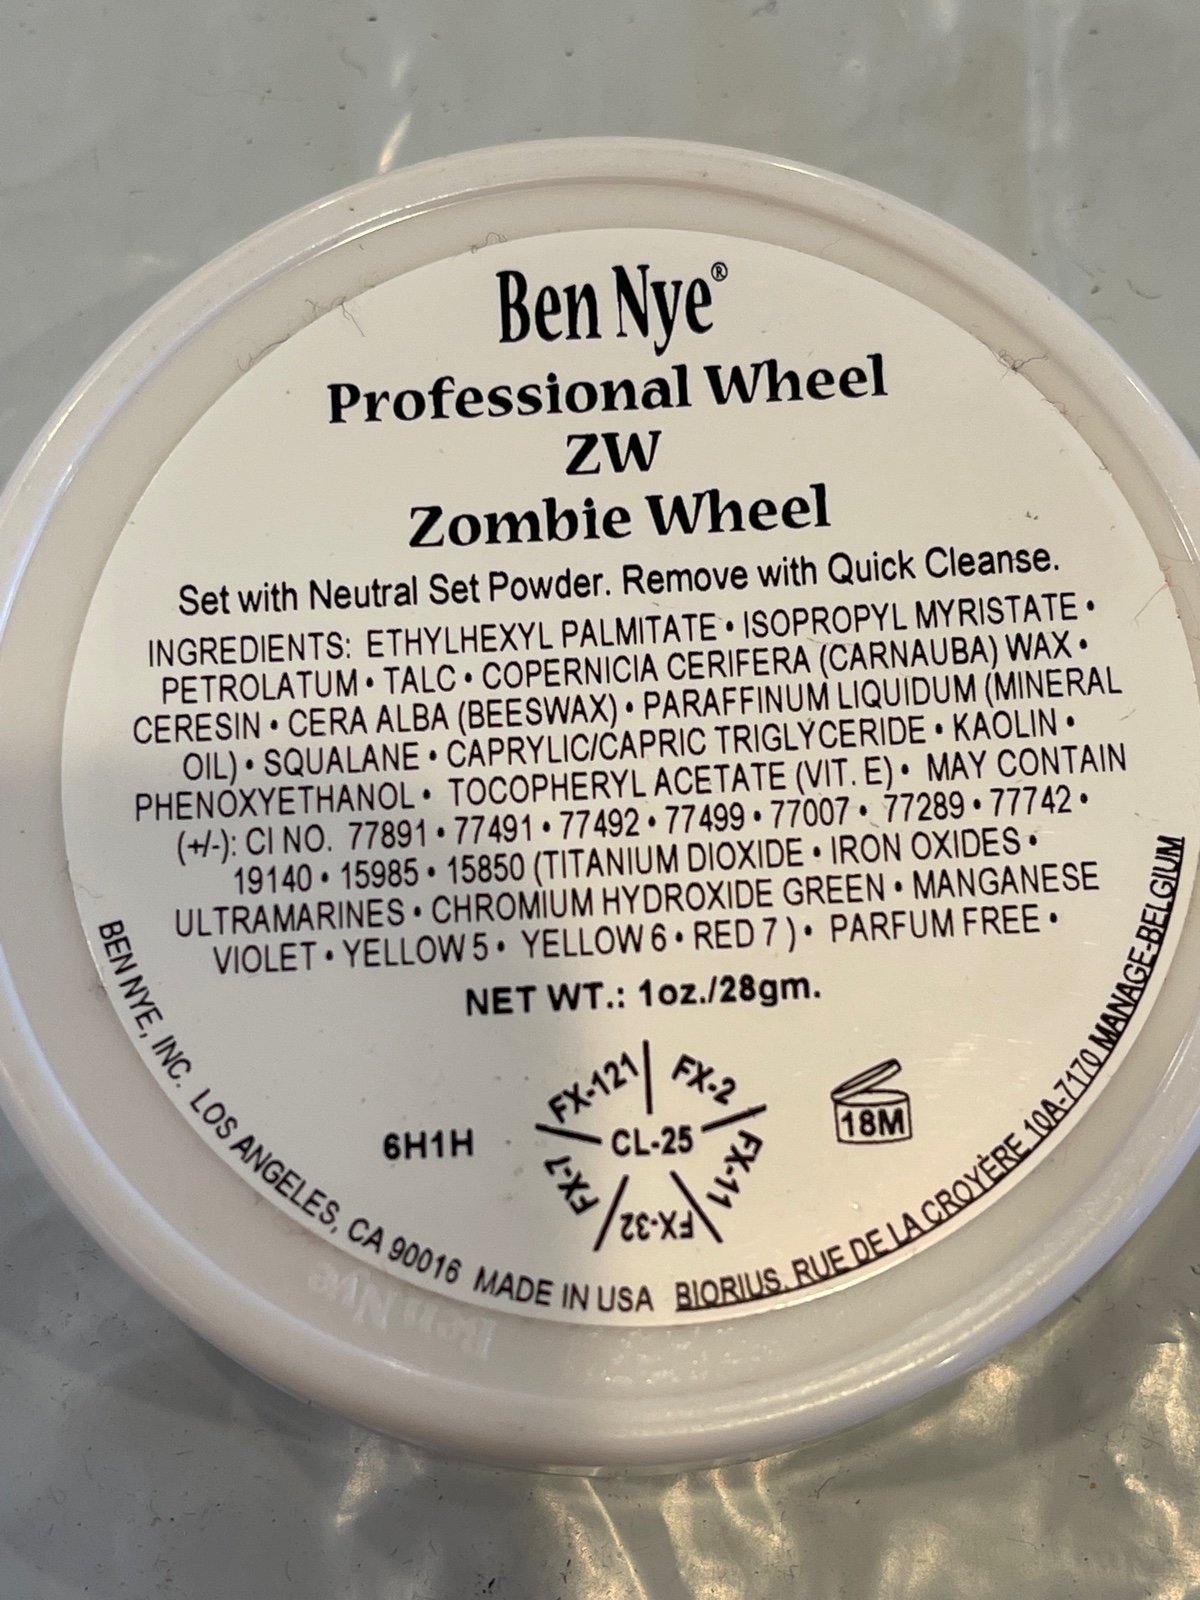 Ben Nye®
Professional Wheel
ZW
Zombie Wheel
Set with Neutral Set Powder. Remove with Quick Cleanse.
INGREDIENTS: ETHYLHEXYL PALMITATE • ISOPROPYL MYRISTATE •
PETROLATUM • TALC • COPERNICIA CERIFERA (CARNAUBA) WAX •
CERESIN • CERA ALBA (BEESWAX) • PARAFFINUM LIQUIDUM (MINERAL
OIL) • SQUALANE • CAPRYLIC/CAPRIC TRIGLYCERIDE • KAOLIN •
PHENOXYETHANOL • TOCOPHERYL ACETATE (VIT. E) • MAY CONTAIN
(+/-): CI NO. 77891 • 77491 • 77492 • 77499 • 77007 • 77289 • 77742 •
19140 • 15985 • 15850 (TITANIUM DIOXIDE • IRON OXIDES •
ULTRAMARINES • CHROMIUM HYDROXIDE GREEN • MANGANESE
VIOLET • YELLOW 5 • YELLOW 6 • RED 7 ) • PARFUM FREE •
NET WT.: 1oz./28gm.
6H1H
FX-121
FX-2
FX-11
FX-32
FX-1
CL-25
18M
BEN NYE, INC. LOS ANGELES, CA 90016 MADE IN USA BIORIUS. RUE DE LA CROYÈRE 10A-7170 MANAGE-BELGIUM
Ben Nye